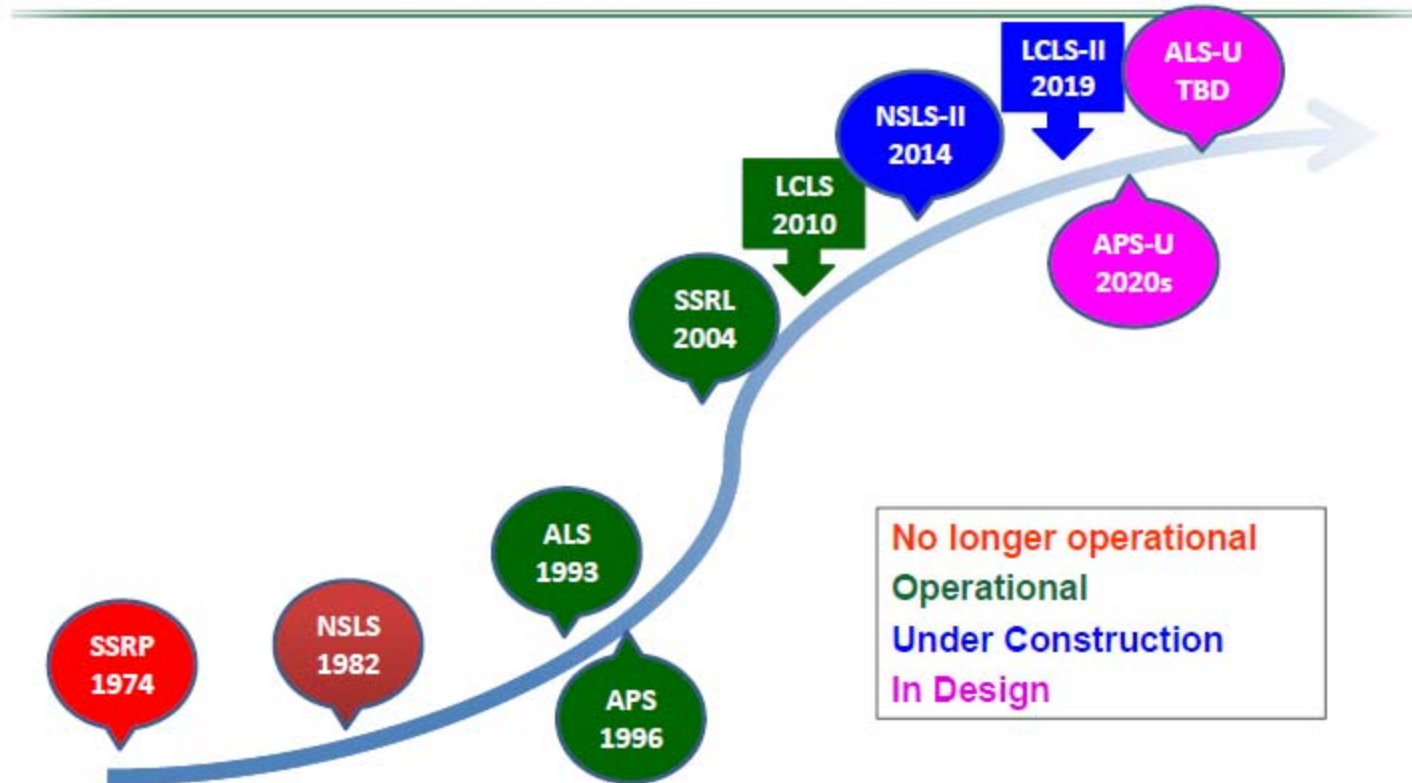 SSRP
1974
NSLS
1982
ALS
1993
APS
1996
SSRL
2004
LCLS
2010
NSLS-II
2014
LCLS-II
2019
APS-U
2020s
ALS-U
TBD
No longer operational
Operational
Under Construction
In Design